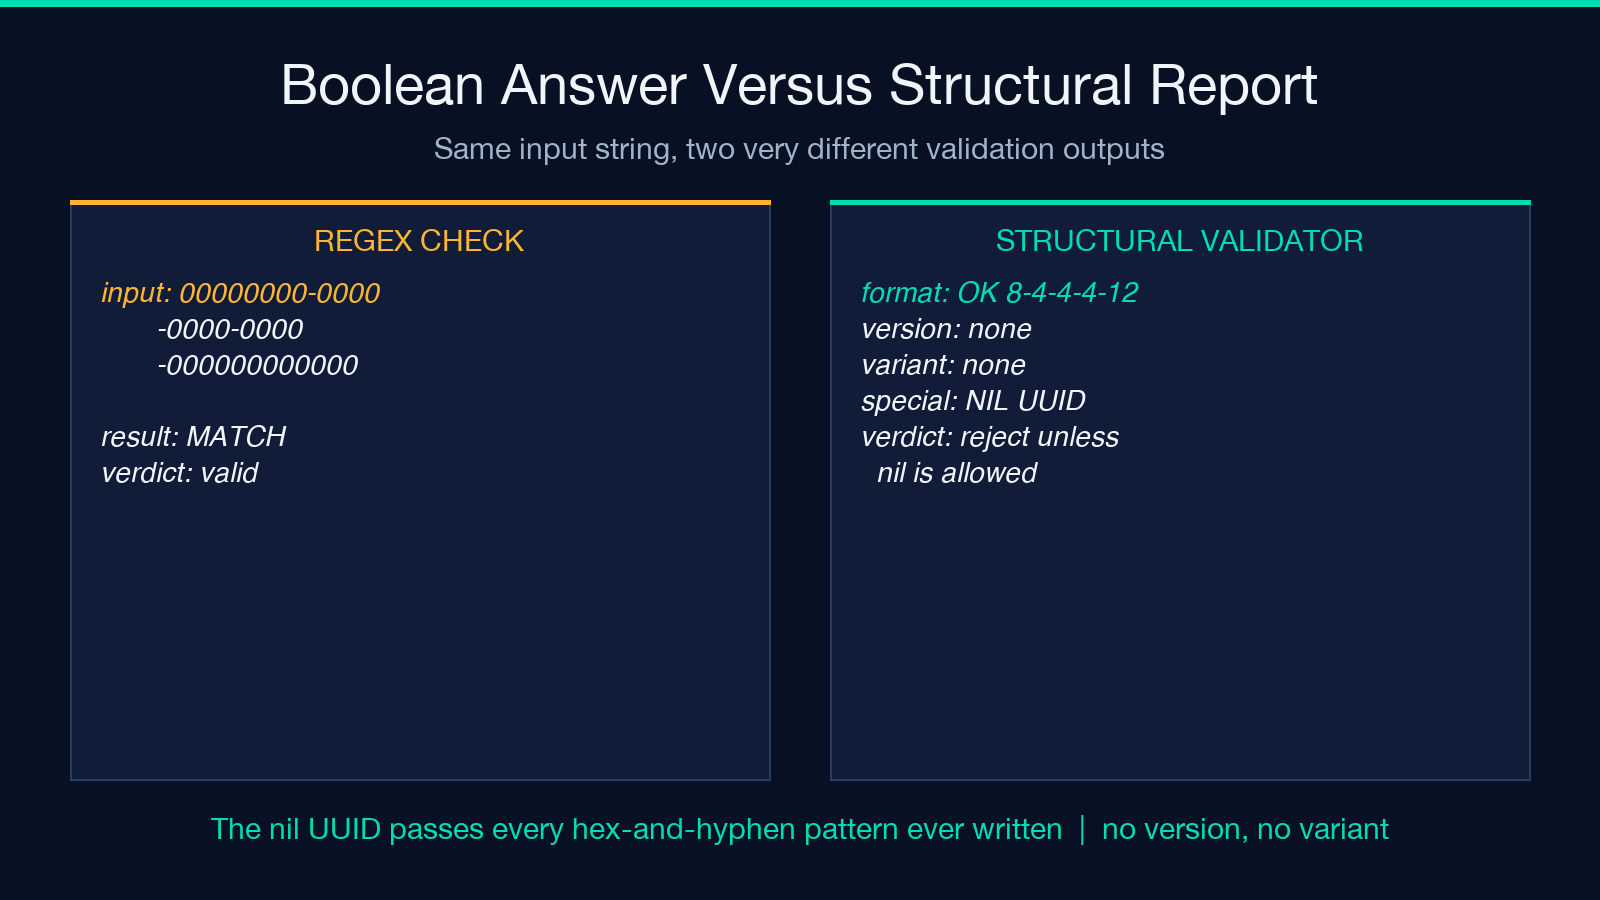 Boolean Answer Versus Structural Report
Same input string, two very different validation outputs
REGEX CHECK
input: 00000000-0000
-0000-0000
-000000000000
result: MATCH
verdict: valid
STRUCTURAL VALIDATOR
format: OK 8-4-4-4-12
version: none
variant: none
special: NIL UUID
verdict: reject unless
nil is allowed
The nil UUID passes every hex-and-hyphen pattern ever written | no version, no variant